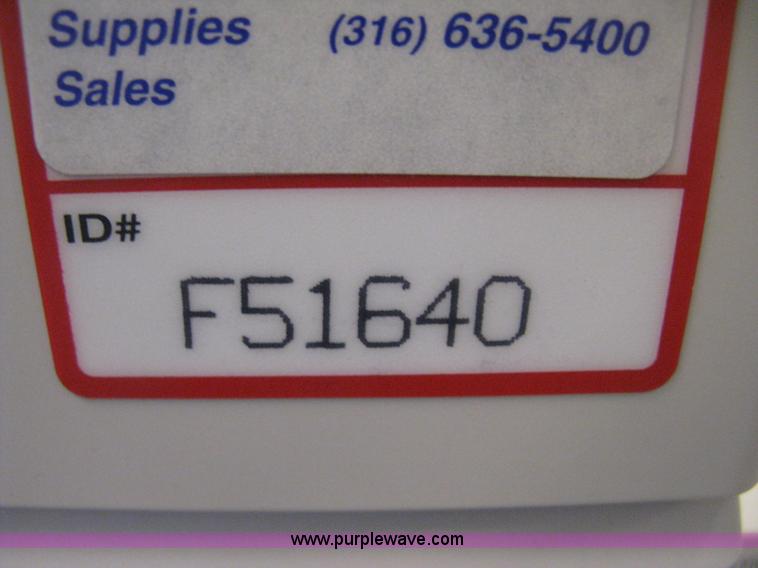 Supplies (316) 636-5400
Sales
ID#
F51640
www.purplewave.com